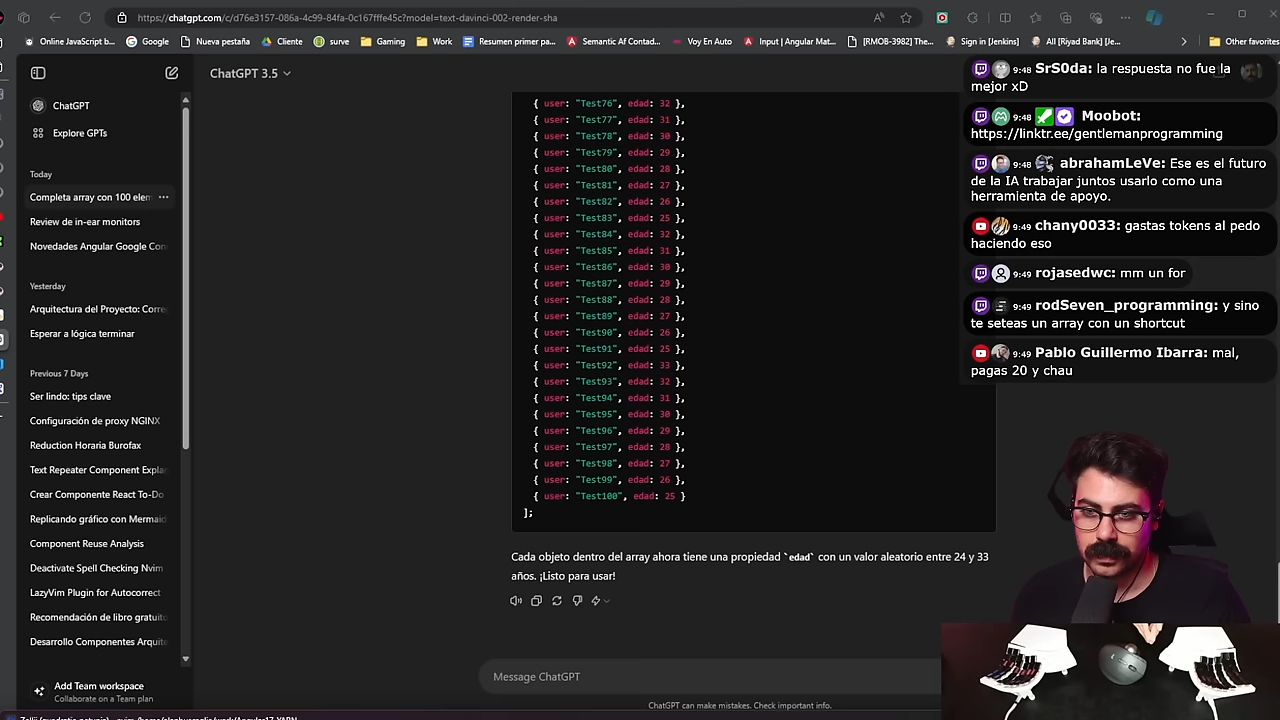 https://chatgpt.com/c/d76e3157-086a-4c99-84fa-0c167fffe45c?model=text-davinci-002-render-sha
Online JavaScript b...
Google
Nueva pestaña
Cliente
surve
Gaming
Work
Resumen primer pa...
Semantic Af Contad...
Voy En Auto
Input | Angular Mat...
[RMOB-3982] The...
Sign in [Jenkins]
All [Riyad Bank] [Je...
Other favorites
ChatGPT 3.5
ChatGPT
Explore GPTs
Today
Completa array con 100 elem
Review de in-ear monitors
Novedades Angular Google Con
Yesterday
Arquitectura del Proyecto: Corre
Esperar a lógica terminar
Previous 7 Days
Ser lindo: tips clave
Configuración de proxy NGINX
Reduction Horaria Burofax
Text Repeater Component Expla
Crear Componente React To-Do
Replicando gráfico con Mermaid
Component Reuse Analysis
Deactivate Spell Checking Nvim
LazyVim Plugin for Autocorrect
Recomendación de libro gratuito
Desarrollo Componentes Arquite
Add Team workspace
Collaborate on a Team plan
{ user: "Test76", edad: 32 },
{ user: "Test77", edad: 31 },
{ user: "Test78", edad: 30 },
{ user: "Test79", edad: 29 },
{ user: "Test80", edad: 28 },
{ user: "Test81", edad: 27 },
{ user: "Test82", edad: 26 },
{ user: "Test83", edad: 25 },
{ user: "Test84", edad: 32 },
{ user: "Test85", edad: 31 },
{ user: "Test86", edad: 30 },
{ user: "Test87", edad: 29 },
{ user: "Test88", edad: 28 },
{ user: "Test89", edad: 27 },
{ user: "Test90", edad: 26 },
{ user: "Test91", edad: 25 },
{ user: "Test92", edad: 33 },
{ user: "Test93", edad: 32 },
{ user: "Test94", edad: 31 },
{ user: "Test95", edad: 30 },
{ user: "Test96", edad: 29 },
{ user: "Test97", edad: 28 },
{ user: "Test98", edad: 27 },
{ user: "Test99", edad: 26 },
{ user: "Test100", edad: 25 }
];
Cada objeto dentro del array ahora tiene una propiedad `edad` con un valor aleatorio entre 24 y 33
años. ¡Listo para usar!
Message ChatGPT
ChatGPT can make mistakes. Check important info.
9:48 SrS0da: la respuesta no fue la
mejor xD
9:48 Moobot:
https://linktr.ee/gentlemanprogramming
9:48 abrahamLeVe: Ese es el futuro
de la IA trabajar juntos usarlo como una
herramienta de apoyo.
9:49 chany0033: gastas tokens al pedo
haciendo eso
9:49 rojasedwc: mm un for
9:49 rodSeven_programming: y sino
te seteas un array con un shortcut
9:49 Pablo Guillermo Ibarra: mal,
pagas 20 y chau